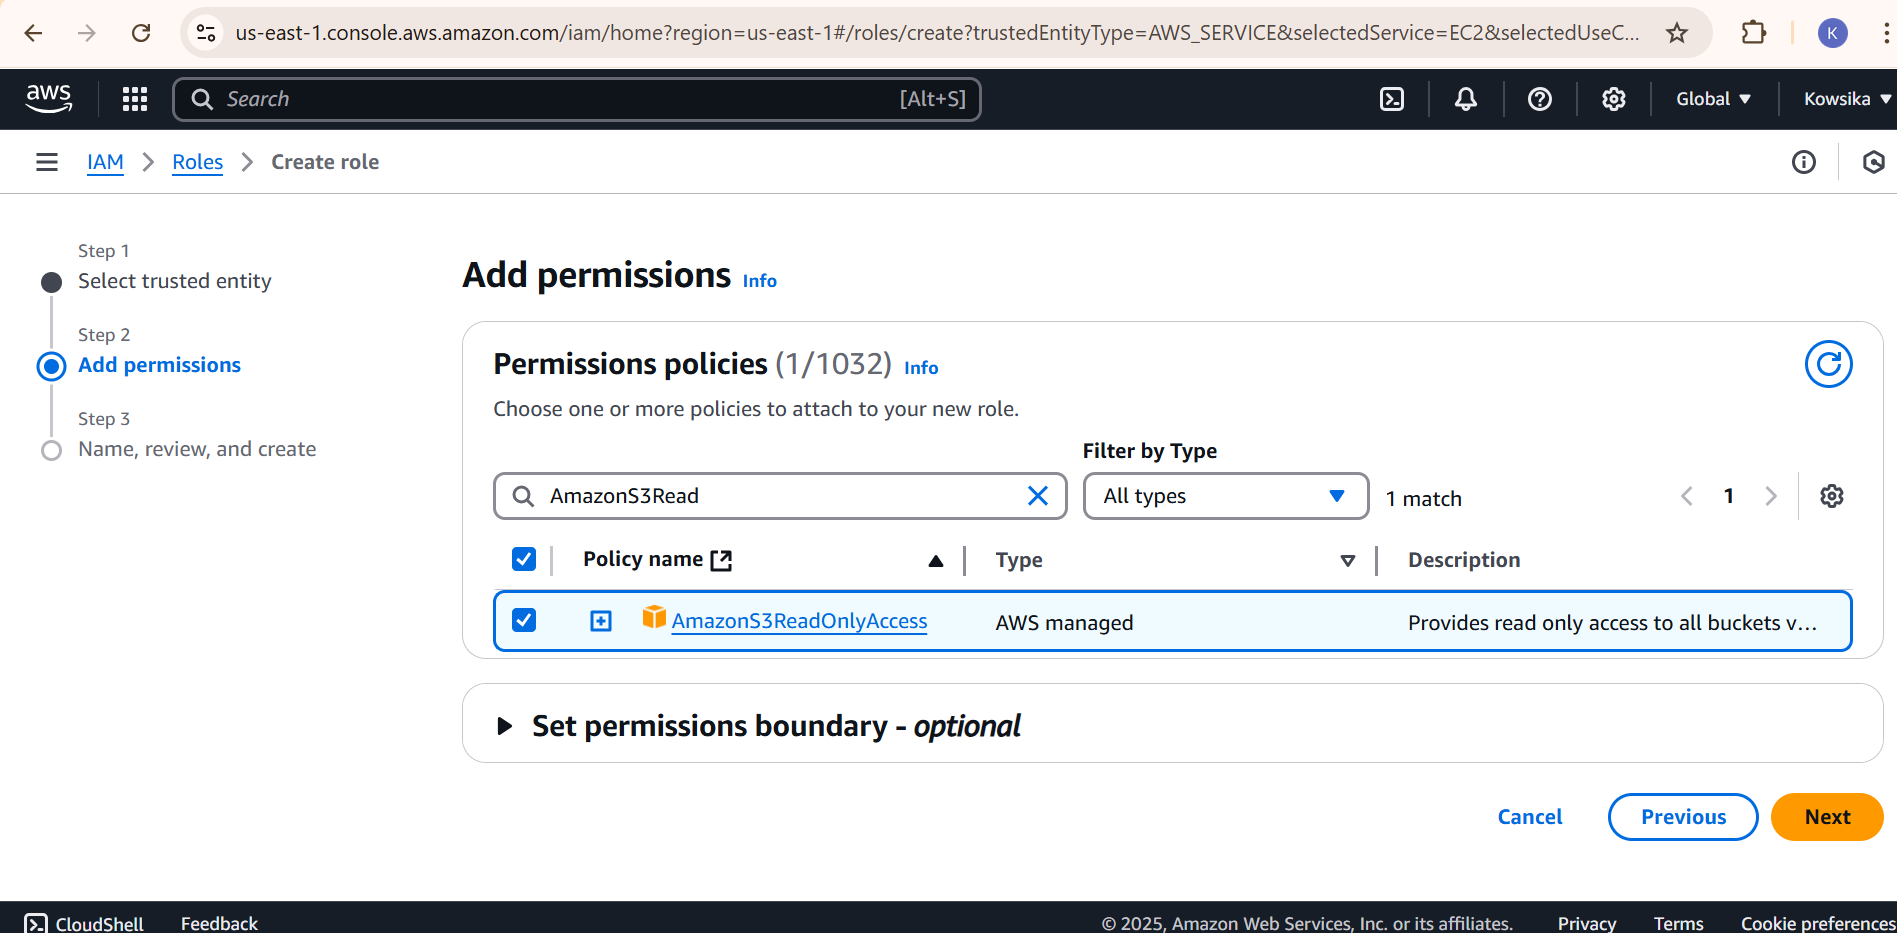 us-east-1.console.aws.amazon.com/iam/home?region=us-east-1#/roles/create?trustedEntityType=AWS_SERVICE&selectedService=EC2&selectedUseC...
K
aws
Search
[Alt+S]
Global
Kowsika
IAM
Roles
Create role
Step 1
Select trusted entity
Step 2
Add permissions
Step 3
Name, review, and create
Add permissions Info
Permissions policies (1/1032) Info
Choose one or more policies to attach to your new role.
Filter by Type
AmazonS3Read
All types
1 match
1
Policy name
Type
Description
AmazonS3ReadOnlyAccess
AWS managed
Provides read only access to all buckets v...
Set permissions boundary - optional
Cancel
Previous
Next
CloudShell
Feedback
© 2025, Amazon Web Services, Inc. or its affiliates.
Privacy
Terms
Cookie preferences